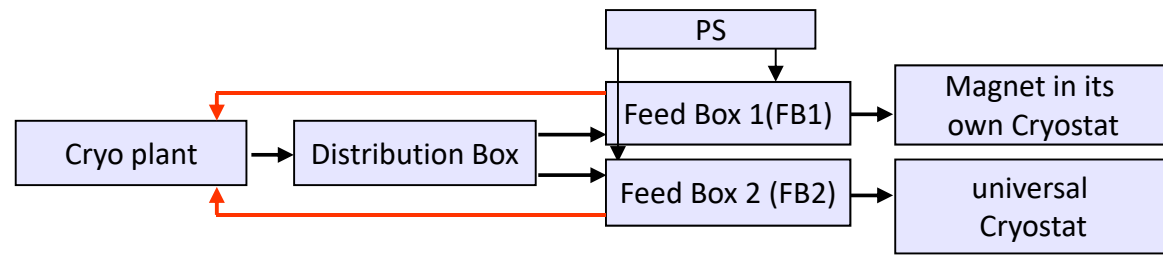 PS
Feed Box 1(FB1)
Magnet in its
own Cryostat
Cryo plant
Distribution Box
Feed Box 2 (FB2)
universal
Cryostat